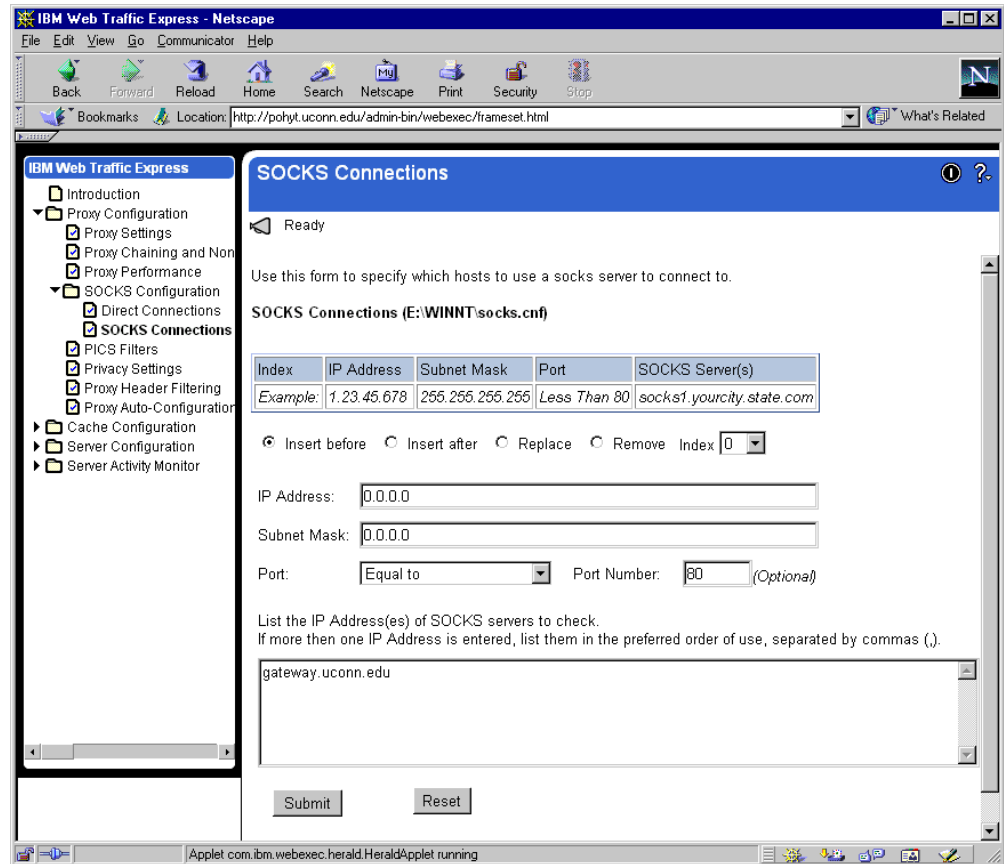 IBM Web Traffic Express - Netscape
File Edit View Go Communicator Help
My
N
Back Forward Reload Home Search Netscape Print Security Stop
Bookmarks Location: http://pohyt.uconn.edu/admin-bin/webexec/frameset.html What's Related
IBM Web Traffic Express
Introduction
Proxy Configuration
Proxy Settings
Proxy Chaining and Non
Proxy Performance
SOCKS Configuration
Direct Connections
SOCKS Connections
PICS Filters
Privacy Settings
Proxy Header Filtering
Proxy Auto-Configuration
Cache Configuration
Server Configuration
Server Activity Monitor
SOCKS Connections
?
Ready
Use this form to specify which hosts to use a socks server to connect to.
SOCKS Connections (E:\WINNT\socks.cnf)
Index IP Address Subnet Mask Port SOCKS Server(s)
Example: 1.23.45.678 255.255.255.255 Less Than 80 socks1.yourcity.state.com
Insert before Insert after Replace Remove Index 0
IP Address: 0.0.0.0
Subnet Mask: 0.0.0.0
Port: Equal to Port Number: 80 (Optional)
List the IP Address(es) of SOCKS servers to check.
If more then one IP Address is entered, list them in the preferred order of use, separated by commas (,).
gateway.uconn.edu
Submit Reset
Applet com.ibm.webexec.herald.HeraldApplet running